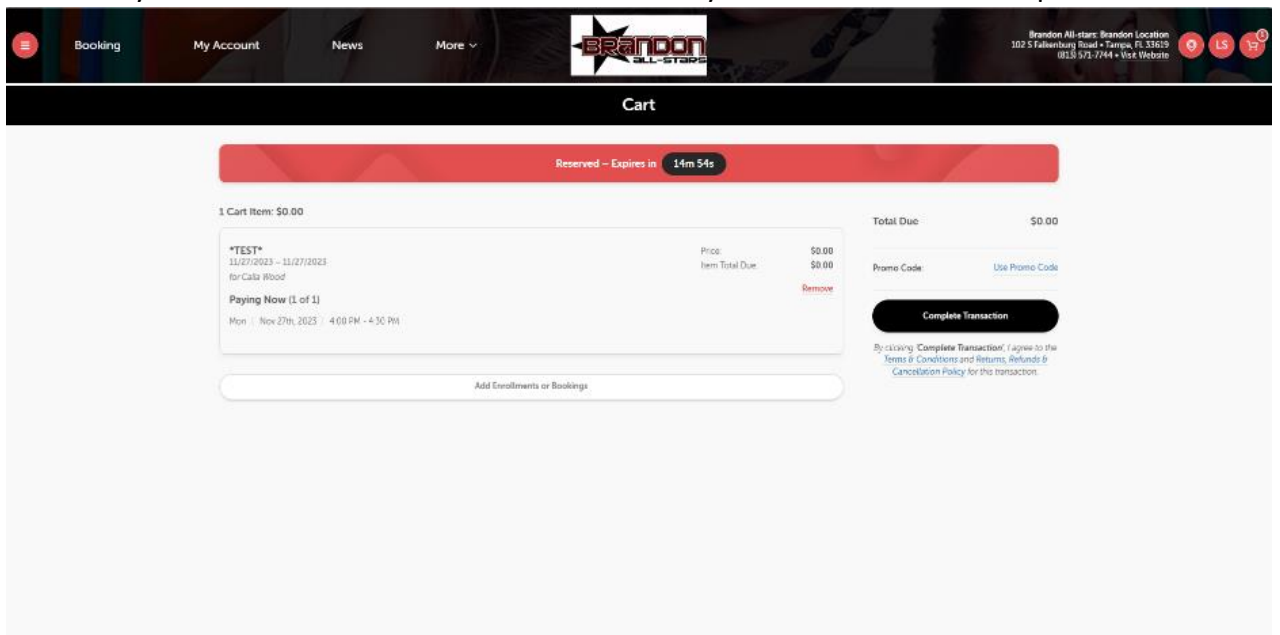 Booking
My Account
News
More
BRANDON
ALL-STARS
Brandon All-stars: Brandon Location
102 S Falkenburg Road • Tampa, FL 33619
(813) 571-7744 • Visit Website
LS
1
Cart
Reserved – Expires in 14m 54s
1 Cart Item: $0.00
*TEST*
11/27/2023 – 11/27/2023
for Calla Wood
Paying Now (1 of 1)
Mon | Nov 27th, 2023 | 4:00 PM - 4:30 PM
Price: $0.00
Item Total Due: $0.00
Remove
Add Enrollments or Bookings
Total Due $0.00
Promo Code Use Promo Code
Complete Transaction
By clicking 'Complete Transaction', I agree to the
Terms & Conditions and Returns, Refunds &
Cancellation Policy for this transaction.